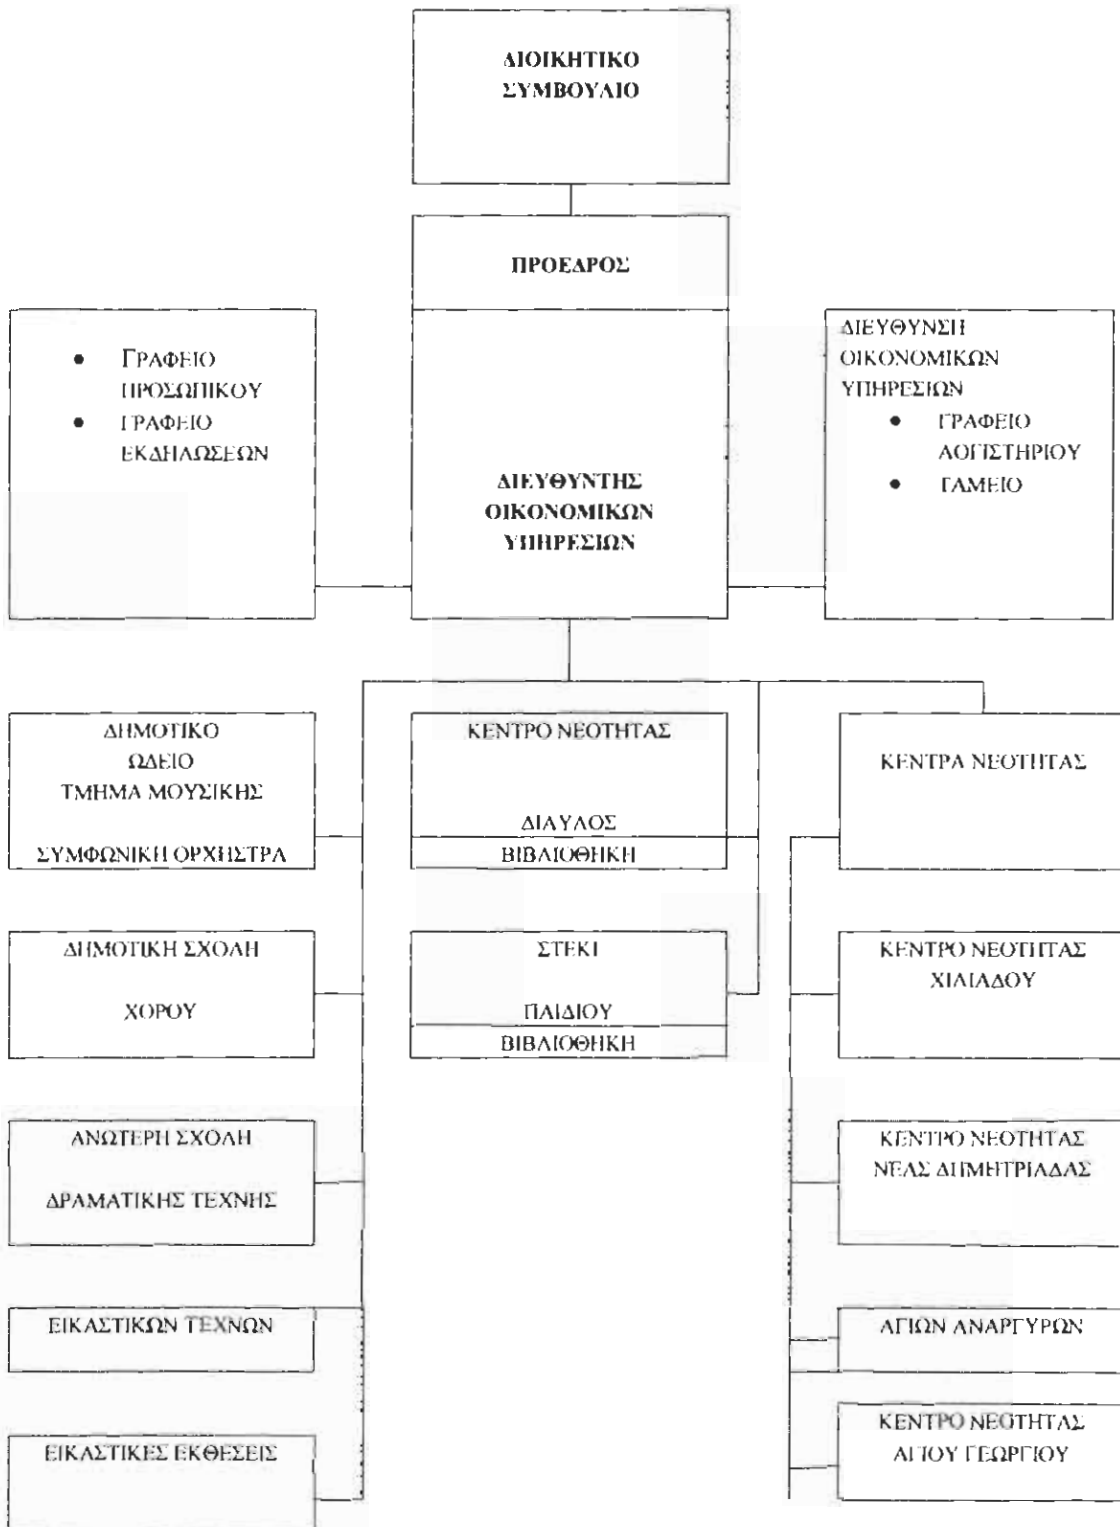 ΔΙΟΙΚΗΤΙΚΟ
ΣΥΜΒΟΥΛΙΟ
ΠΡΟΕΔΡΟΣ
• ΓΡΑΦΕΙΟ
ΠΡΟΣΩΠΙΚΟΥ
• ΓΡΑΦΕΙΟ
ΕΚΔΗΛΩΣΕΩΝ
ΔΙΕΥΘΥΝΤΗΣ
ΟΙΚΟΝΟΜΙΚΩΝ
ΥΠΗΡΕΣΙΩΝ
ΔΙΕΥΘΥΝΣΗ
ΟΙΚΟΝΟΜΙΚΩΝ
ΥΠΗΡΕΣΙΩΝ
• ΓΡΑΦΕΙΟ
ΛΟΓΙΣΤΗΡΙΟΥ
• ΤΑΜΕΙΟ
ΔΗΜΟΤΙΚΟ
ΩΔΕΙΟ
ΤΜΗΜΑ ΜΟΥΣΙΚΗΣ
ΣΥΜΦΩΝΙΚΗ ΟΡΧΗΣΤΡΑ
ΚΕΝΤΡΟ ΝΕΟΤΗΤΑΣ
ΔΙΑΥΛΟΣ
ΒΙΒΛΙΟΘΗΚΗ
ΚΕΝΤΡΑ ΝΕΟΤΗΤΑΣ
ΔΗΜΟΤΙΚΗ ΣΧΟΛΗ
ΧΟΡΟΥ
ΣΤΕΚΙ
ΠΑΙΔΙΟΥ
ΒΙΒΛΙΟΘΗΚΗ
ΚΕΝΤΡΟ ΝΕΟΤΗΤΑΣ
ΧΙΛΙΑΔΟΥ
ΑΝΩΤΕΡΗ ΣΧΟΛΗ
ΔΡΑΜΑΤΙΚΗΣ ΤΕΧΝΗΣ
ΚΕΝΤΡΟ ΝΕΟΤΗΤΑΣ
ΝΕΑΣ ΔΗΜΗΤΡΙΑΔΑΣ
ΕΙΚΑΣΤΙΚΩΝ ΤΕΧΝΩΝ
ΑΓΙΩΝ ΑΝΑΡΓΥΡΩΝ
ΕΙΚΑΣΤΙΚΕΣ ΕΚΘΕΣΕΙΣ
ΚΕΝΤΡΟ ΝΕΟΤΗΤΑΣ
ΑΓΙΟΥ ΓΕΩΡΓΙΟΥ